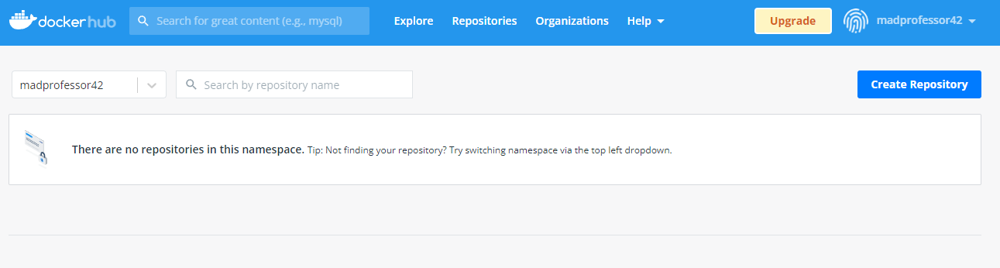 dockerhub Search for great content (e.g., mysql) Explore Repositories Organizations Help Upgrade madprofessor42
madprofessor42 Search by repository name Create Repository
There are no repositories in this namespace. Tip: Not finding your repository? Try switching namespace via the top left dropdown.